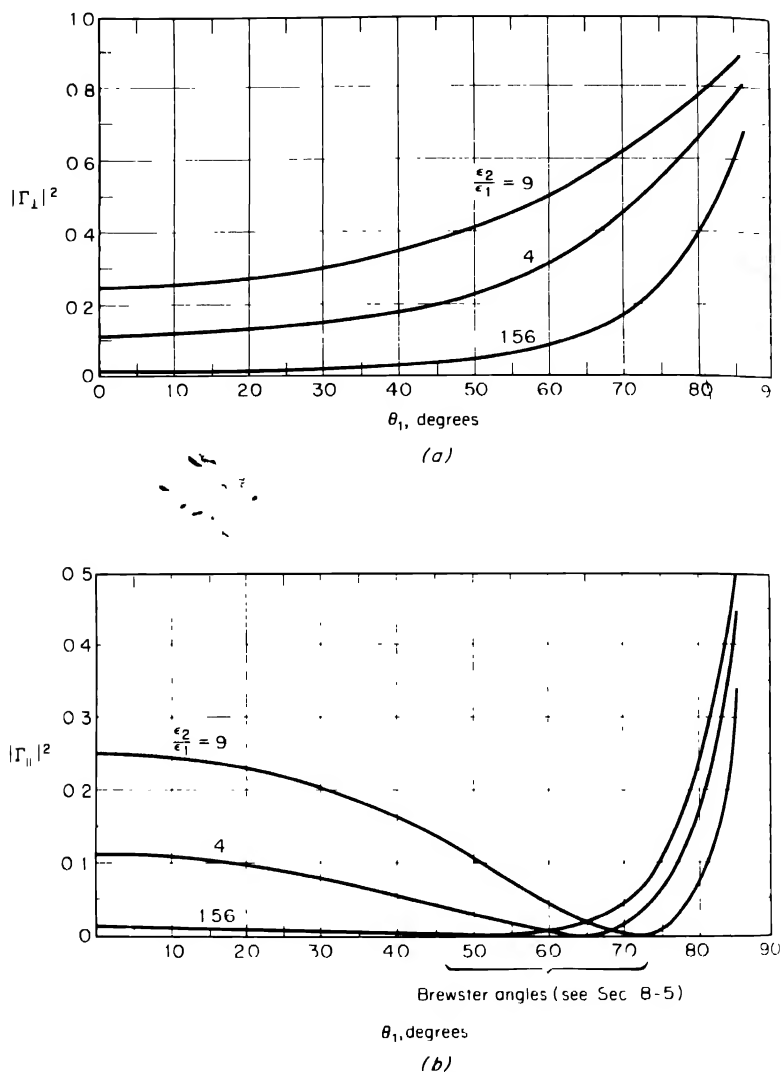 1.0
0 8
0 6
|Γ⊥|²
0 4
0 2
0
ϵ₂/ϵ₁ = 9
4
1 56
0 10 20 30 40 50 60 70 80 9
θ₁, degrees
(a)
0 5
0.4
0.3
|Γ||||²
0 2
0 1
0
ϵ₂/ϵ₁ = 9
4
1 56
10 20 30 40 50 60 70 80 90
Brewster angles (see Sec 8-5)
θ₁, degrees
(b)